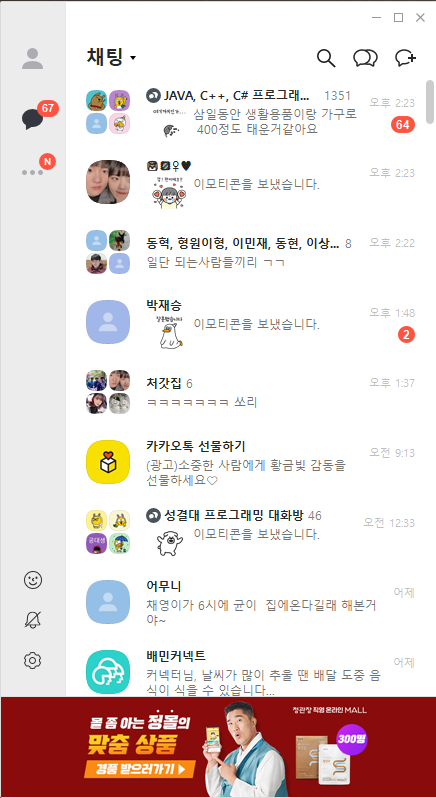 채팅
67
N
JAVA, C++, C# 프로그래... 1351
오후 2:23
삼일동안 생활용품이랑 가구로
400정도 태운거같아요
64
♀♥
오후 2:23
이모티콘을 보냈습니다.
동혁, 형원이형, 이민재, 동현, 이상... 8
오후 2:22
일단 되는사람들끼리 ㄱㄱ
박재승
오후 1:48
잘못했습니다
이모티콘을 보냈습니다.
2
처갓집 6
오후 1:37
ㅋㅋㅋㅋㅋㅋㅋ 쏘리
카카오톡 선물하기
오전 9:13
(광고)소중한 사람에게 황금빛 감동을
선물하세요♡
성결대 프로그래밍 대화방 46
오전 12:33
공대생
이모티콘을 보냈습니다.
어무니
어제
채영이가 6시에 균이 집에온다길래 해본거
야~
배민커넥트
어제
커넥터님, 날씨가 많이 추울 땐 배달 도중 음
식이 식을 수 있습니다...
몸 좀 아는 정몰의
맞춤 상품
경품 받으러가기 ▶
정관장 직영 온라인 MALL
300명